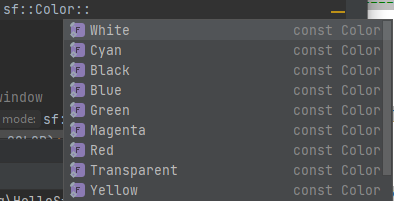 sf::Color::
White const Color
Cyan const Color
Black const Color
Blue const Color
Green const Color
Magenta const Color
Red const Color
Transparent const Color
Yellow const Color
window
mode: sf: